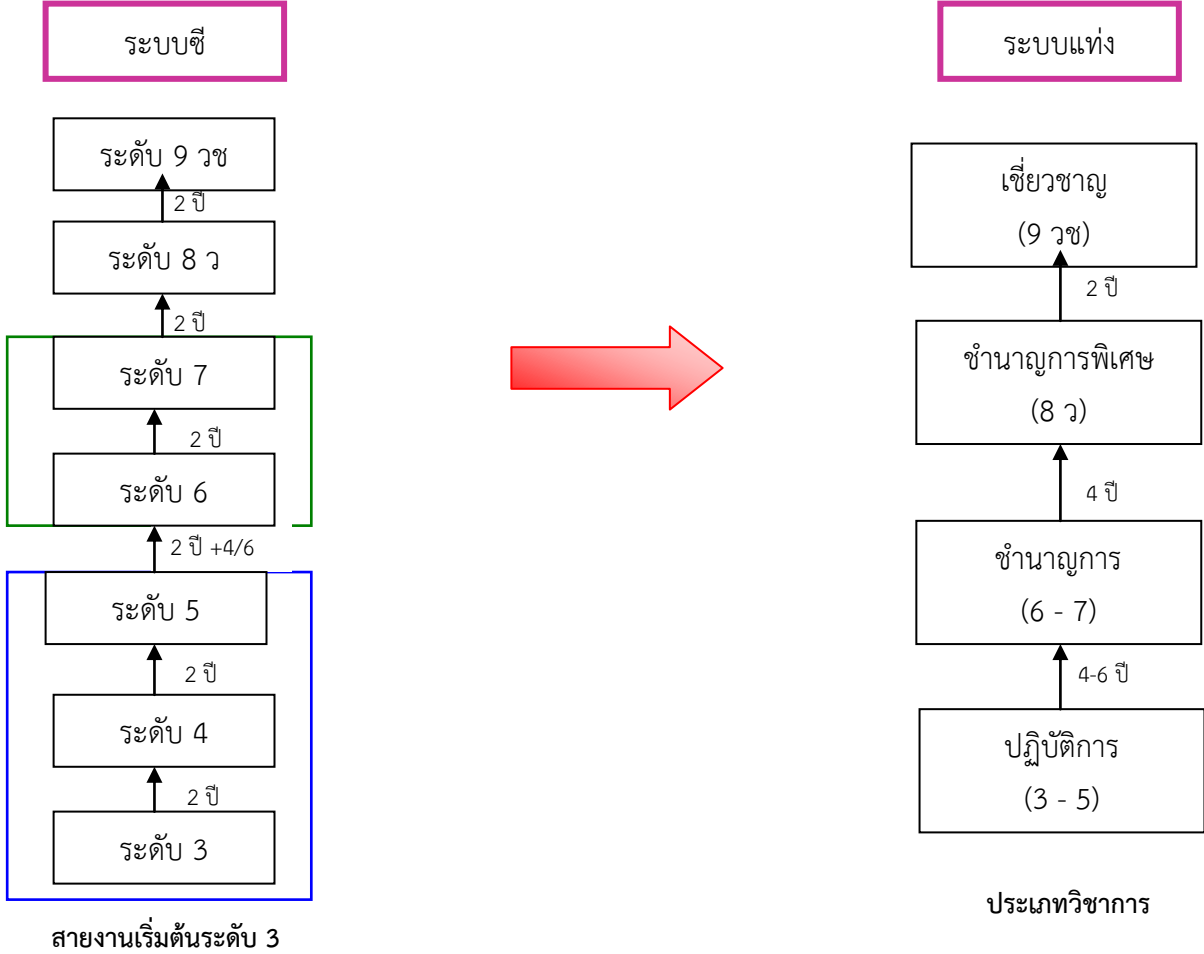 ระบบซี
ระดับ 9 วช
2 ปี
ระดับ 8 ว
2 ปี
ระดับ 7
2 ปี
ระดับ 6
2 ปี +4/6
ระดับ 5
2 ปี
ระดับ 4
2 ปี
ระดับ 3
สายงานเริ่มต้นระดับ 3
ระบบแท่ง
เชี่ยวชาญ
(9 วช)
2 ปี
ชำนาญการพิเศษ
(8 ว)
4 ปี
ชำนาญการ
(6 - 7)
4-6 ปี
ปฏิบัติการ
(3 - 5)
ประเภทวิชาการ